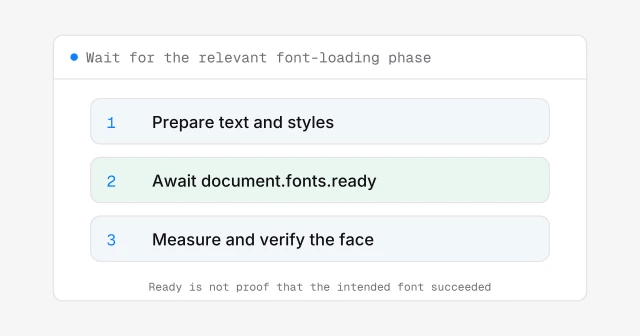 Wait for the relevant font-loading phase
1 Prepare text and styles
2 Await document.fonts.ready
3 Measure and verify the face
Ready is not proof that the intended font succeeded